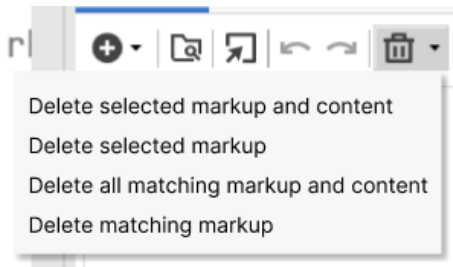 Delete selected markup and content
Delete selected markup
Delete all matching markup and content
Delete matching markup